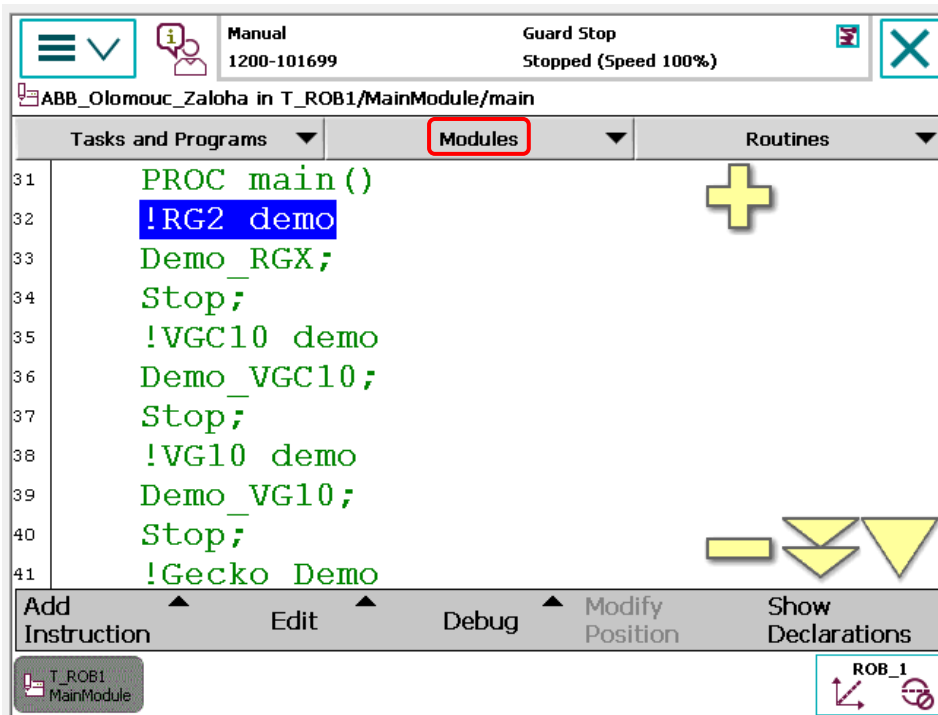 Manual Guard Stop
1200-101699 Stopped (Speed 100%)
ABB_Olomouc_Zaloha in T_ROB1/MainModule/main
Tasks and Programs Modules Routines
31 PROC main()
32 !RG2 demo
33 Demo_RGX;
34 Stop;
35 !VGC10 demo
36 Demo_VGC10;
37 Stop;
38 !VG10 demo
39 Demo_VG10;
40 Stop;
41 !Gecko Demo
Add Instruction Edit Debug Modify Position Show Declarations
T_ROB1 MainModule ROB_1